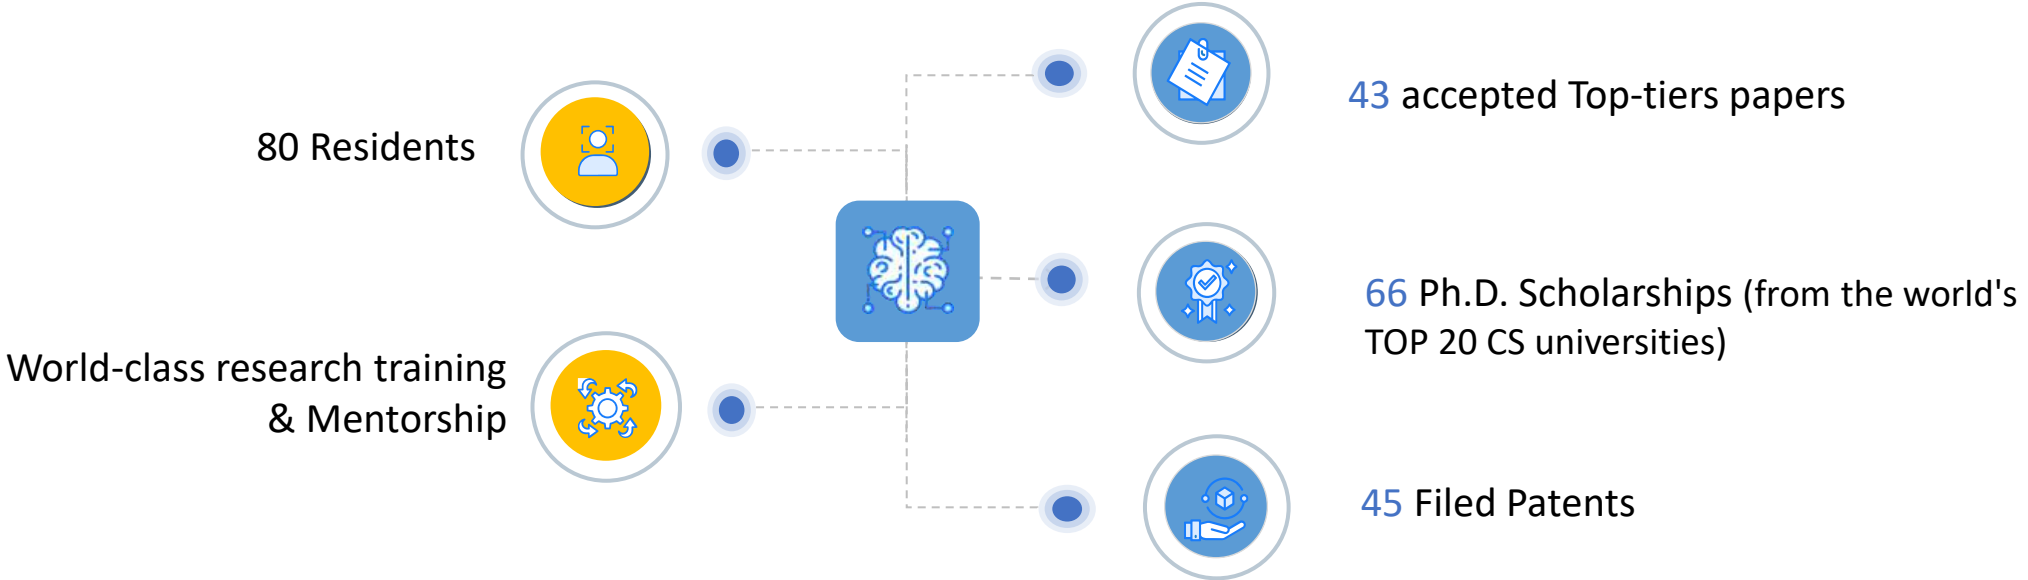 80 Residents
World-class research training
& Mentorship
43 accepted Top-tiers papers
66 Ph.D. Scholarships (from the world's
TOP 20 CS universities)
45 Filed Patents